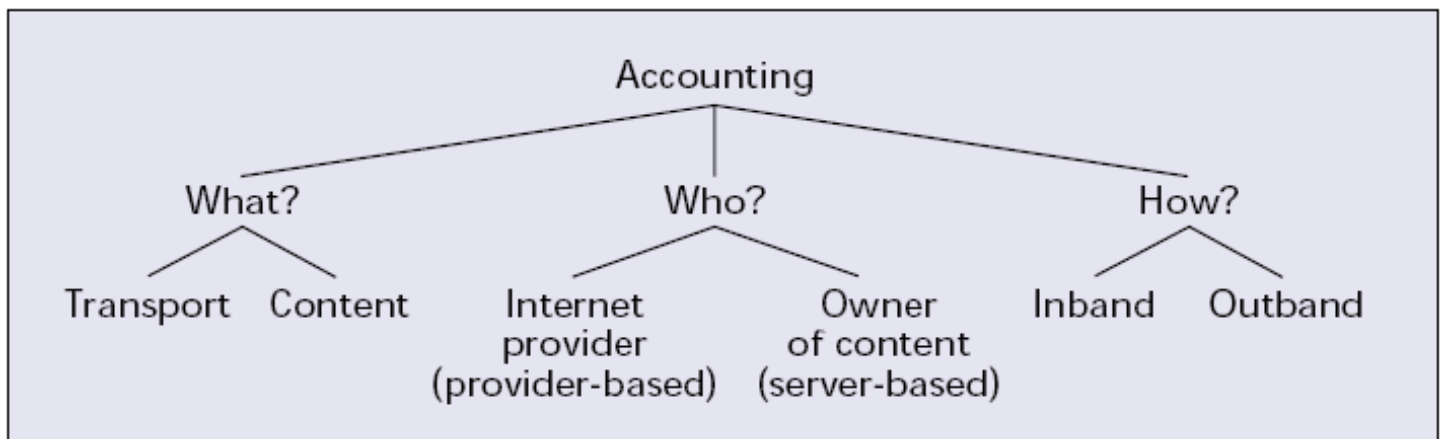 Accounting
What?
Who?
How?
Transport
Content
Internet
provider
(provider-based)
Owner
of content
(server-based)
Inband
Outband